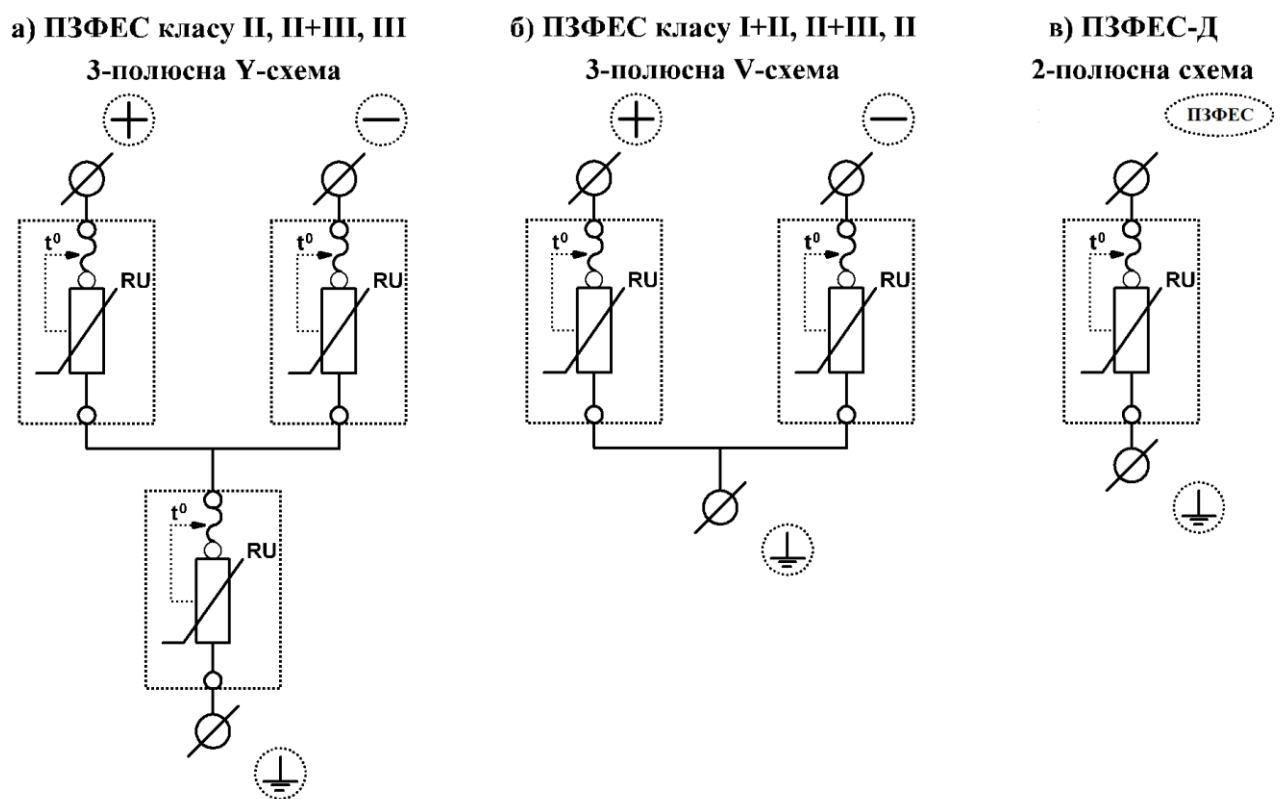 а) ПЗФЕС класу II, II+III, III
3-полюсна Y-схема
+
−
t⁰
RU
t⁰
RU
t⁰
RU
б) ПЗФЕС класу I+II, II+III, II
3-полюсна V-схема
+
−
t⁰
RU
t⁰
RU
в) ПЗФЕС-Д
2-полюсна схема
ПЗФЕС
t⁰
RU